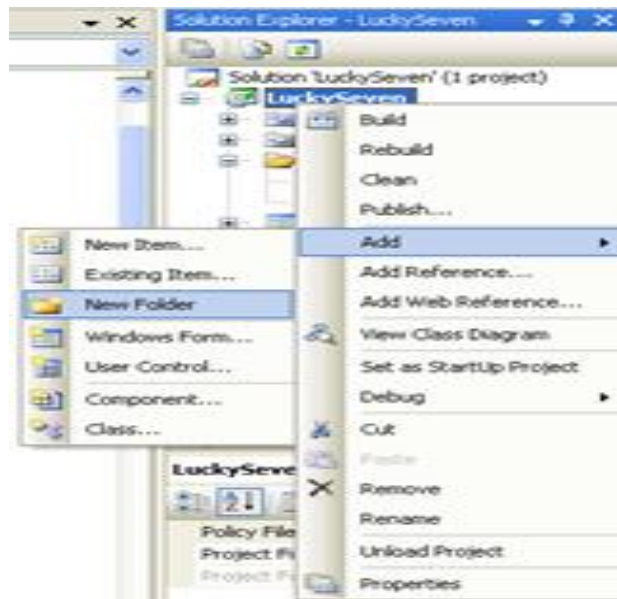 Solution Explorer - LuckySeven
Solution 'LuckySeven' (1 project)
LuckySeven
Build
Rebuild
Clean
Publish...
Add
Add Reference...
Add Web Reference...
View Class Diagram
Set as StartUp Project
Debug
Cut
Paste
Remove
Rename
Unload Project
Properties
New Item...
Existing Item...
New Folder
Windows Form...
User Control...
Component...
Class...
LuckySeve
Policy File
Project Fi
Project F